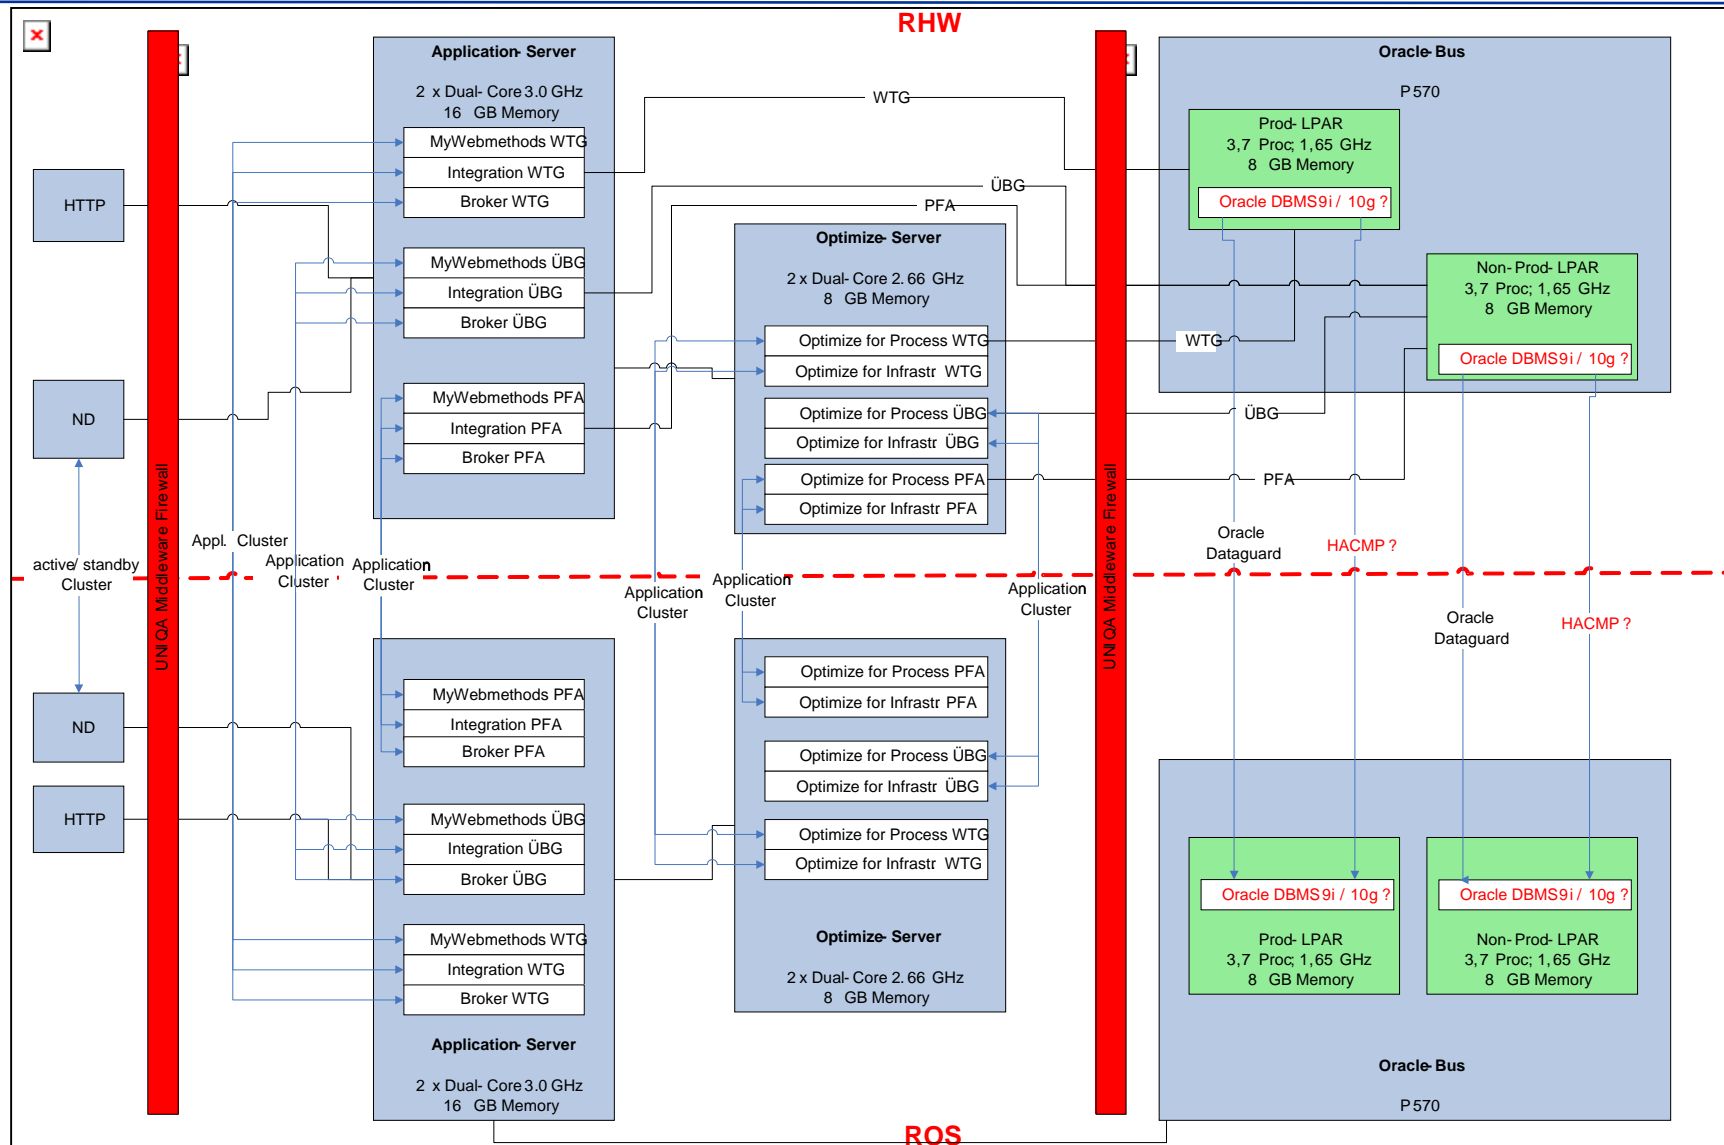 RHW
Application-Server
2 x Dual-Core 3.0 GHz
16 GB Memory
MyWebmethods WTG
Integration WTG
Broker WTG
MyWebmethods ÜBG
Integration ÜBG
Broker ÜBG
MyWebmethods PFA
Integration PFA
Broker PFA
HTTP
ND
active/ standby
Cluster
ND
HTTP
UNIQA Middleware Firewall
Appl. Cluster
Application
Cluster
Application
Cluster
WTG
ÜBG
PFA
Optimize-Server
2 x Dual-Core 2.66 GHz
8 GB Memory
Optimize for Process WTG
Optimize for Infrastr. WTG
Optimize for Process ÜBG
Optimize for Infrastr. ÜBG
Optimize for Process PFA
Optimize for Infrastr. PFA
Application
Cluster
Application
Cluster
Application
Cluster
UNIQA Middleware Firewall
Oracle-Bus
P570
Prod-LPAR
3,7 Proc; 1,65 GHz
8 GB Memory
Oracle DBMS 9i / 10g ?
Non-Prod-LPAR
3,7 Proc; 1,65 GHz
8 GB Memory
Oracle DBMS 9i / 10g ?
WTG
ÜBG
PFA
Oracle
Dataguard
HACMP ?
Oracle
Dataguard
HACMP ?
MyWebmethods PFA
Integration PFA
Broker PFA
MyWebmethods ÜBG
Integration ÜBG
Broker ÜBG
MyWebmethods WTG
Integration WTG
Broker WTG
Application-Server
2 x Dual-Core 3.0 GHz
16 GB Memory
Optimize for Process PFA
Optimize for Infrastr. PFA
Optimize for Process ÜBG
Optimize for Infrastr. ÜBG
Optimize for Process WTG
Optimize for Infrastr. WTG
Optimize-Server
2 x Dual-Core 2.66 GHz
8 GB Memory
Oracle DBMS 9i / 10g ?
Prod-LPAR
3,7 Proc; 1,65 GHz
8 GB Memory
Oracle DBMS 9i / 10g ?
Non-Prod-LPAR
3,7 Proc; 1,65 GHz
8 GB Memory
Oracle-Bus
P570
ROS